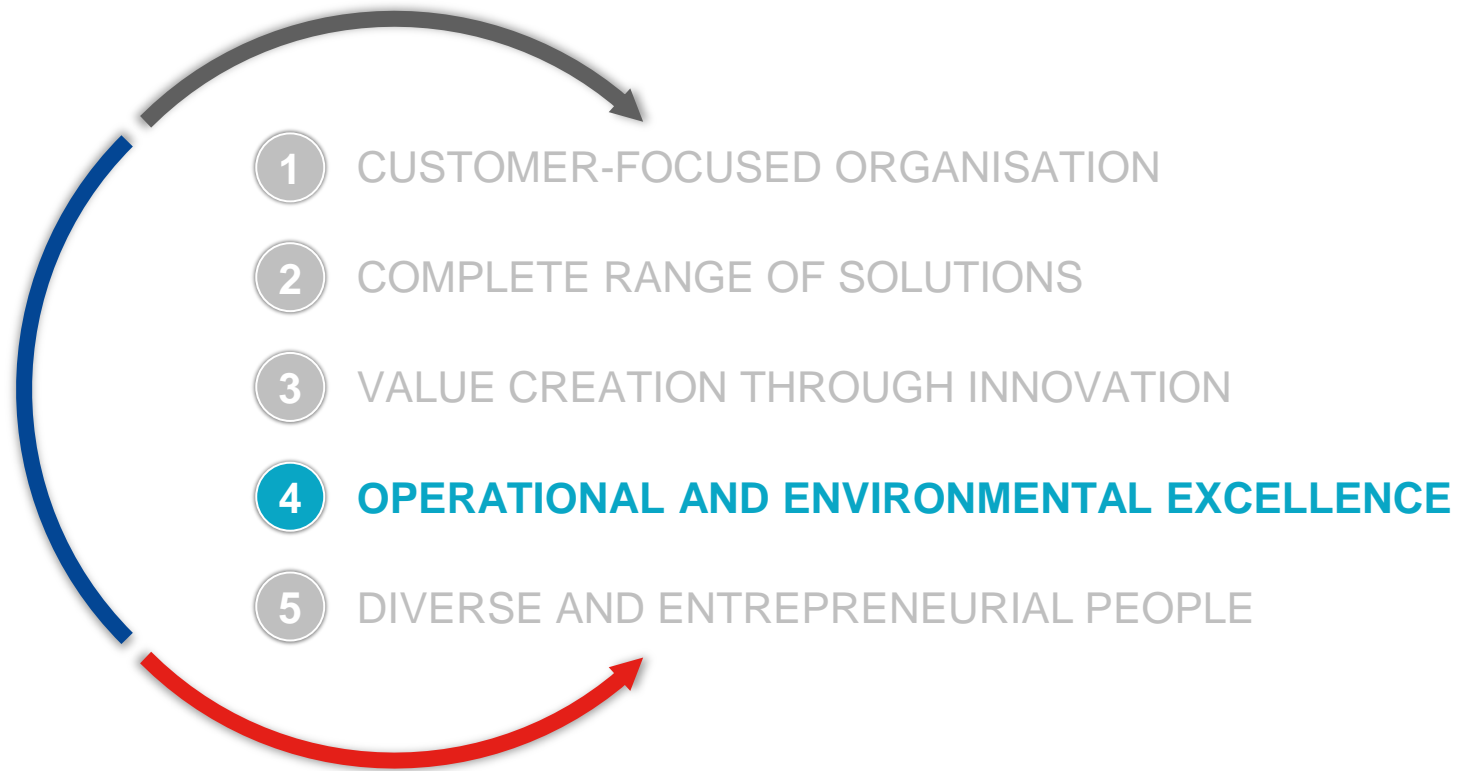 1 CUSTOMER-FOCUSED ORGANISATION
2 COMPLETE RANGE OF SOLUTIONS
3 VALUE CREATION THROUGH INNOVATION
4 OPERATIONAL AND ENVIRONMENTAL EXCELLENCE
5 DIVERSE AND ENTREPRENEURIAL PEOPLE